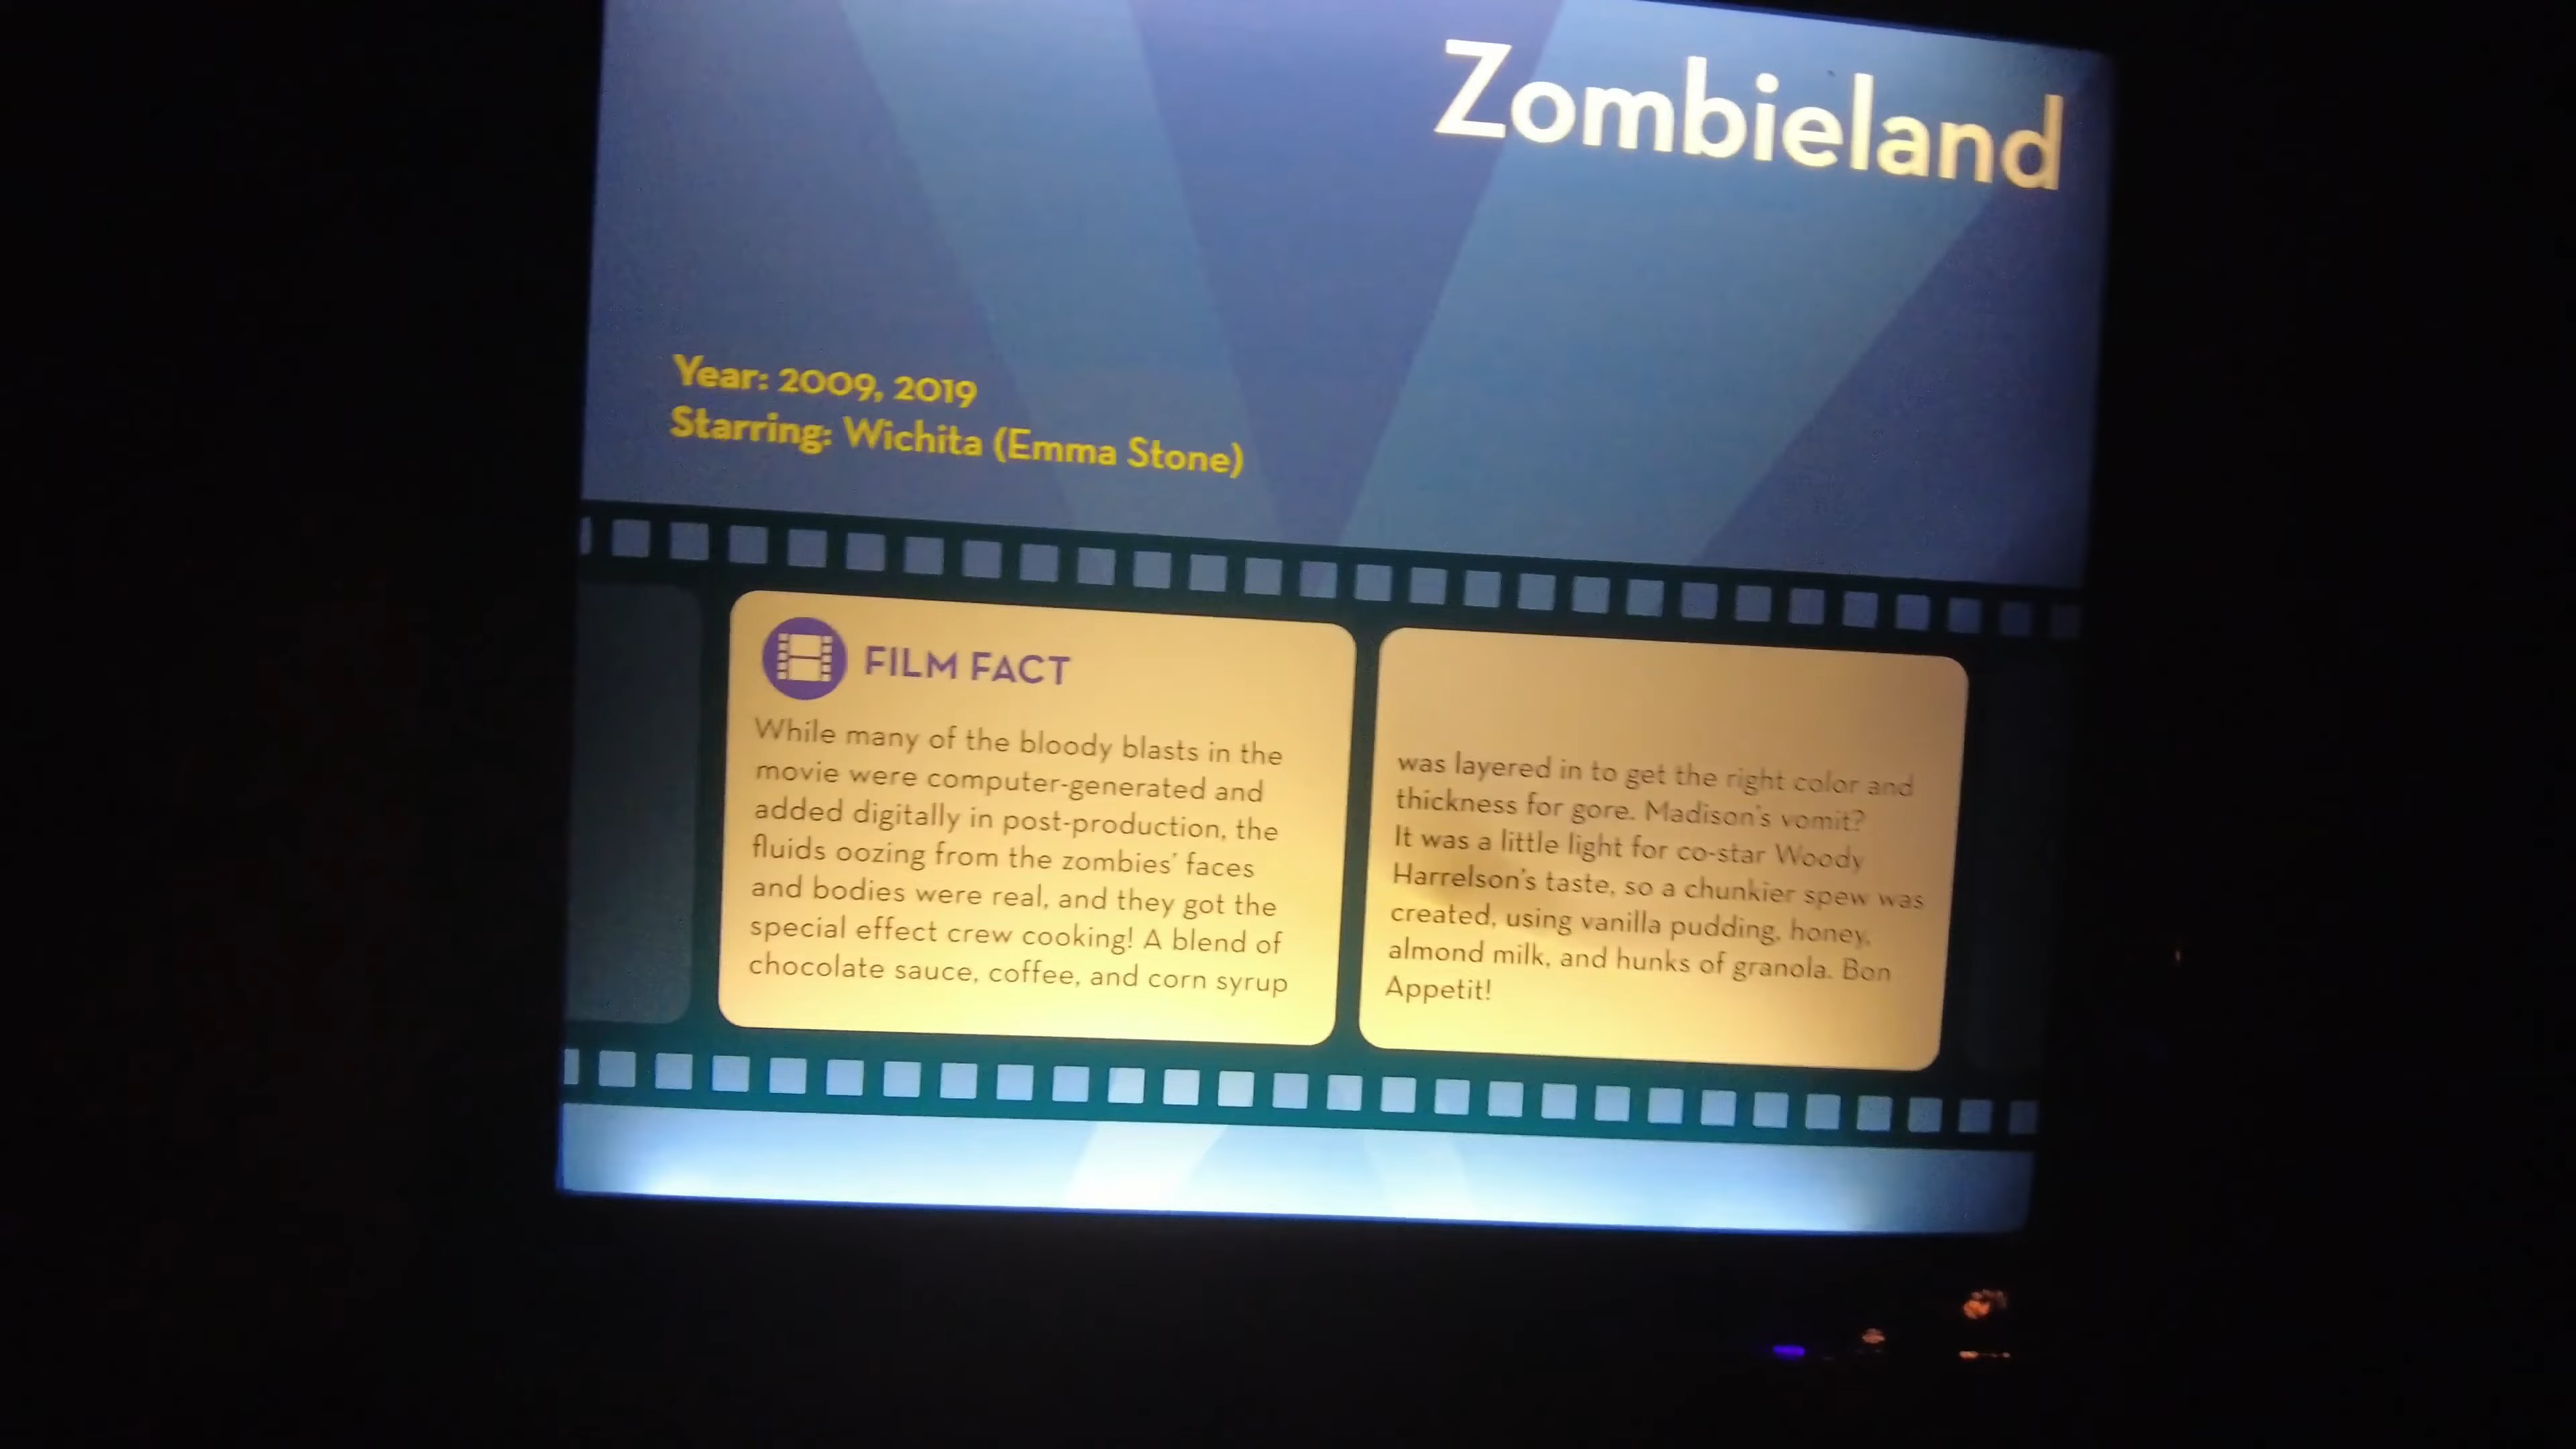 Zombieland
Year: 2009, 2019
Starring: Wichita (Emma Stone)
FILM FACT
While many of the bloody blasts in the
movie were computer-generated and
added digitally in post-production, the
fluids oozing from the zombies' faces
and bodies were real, and they got the
special effect crew cooking! A blend of
chocolate sauce, coffee, and corn syrup
was layered in to get the right color and
thickness for gore. Madison's vomit?
It was a little light for co-star Woody
Harrelson's taste, so a chunkier spew was
created, using vanilla pudding, honey,
almond milk, and hunks of granola. Bon
Appetit!